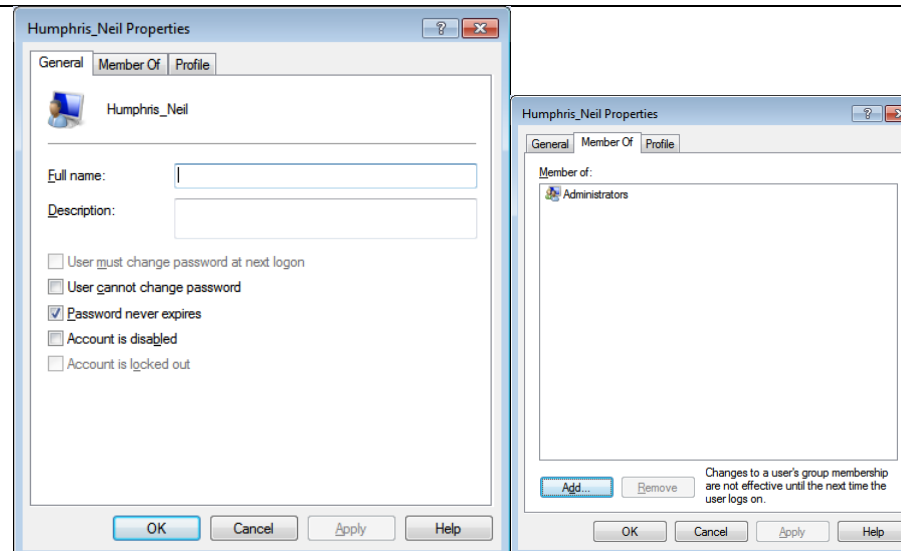 Humphris_Neil Properties
General Member Of Profile
Humphris_Neil
Full name:
Description:
User must change password at next logon
User cannot change password
Password never expires
Account is disabled
Account is locked out
OK Cancel Apply Help
Humphris_Neil Properties
General Member Of Profile
Member of:
Administrators
Add... Remove
Changes to a user's group membership
are not effective until the next time the
user logs on.
OK Cancel Apply Help